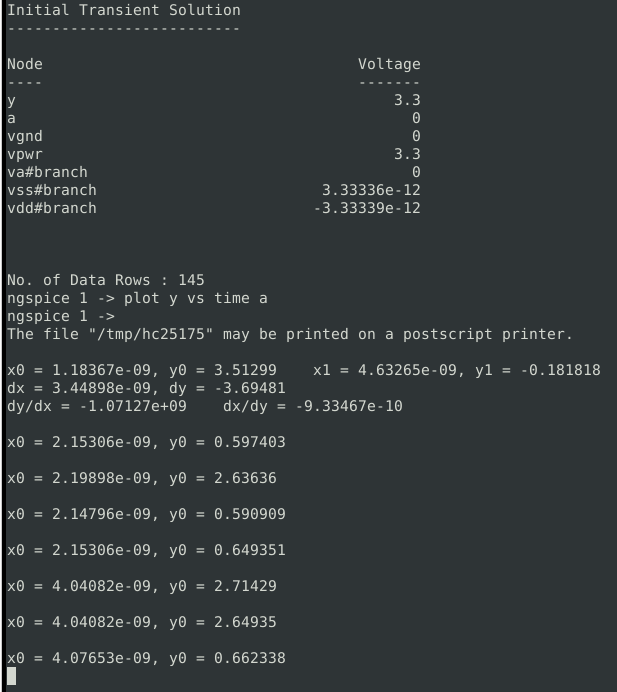 Initial Transient Solution
--------------------------
Node Voltage
---- -------
y 3.3
a 0
vgnd 0
vpwr 3.3
va#branch 0
vss#branch 3.33336e-12
vdd#branch -3.33339e-12
No. of Data Rows : 145
ngspice 1 -> plot y vs time a
ngspice 1 ->
The file "/tmp/hc25175" may be printed on a postscript printer.
x0 = 1.18367e-09, y0 = 3.51299    x1 = 4.63265e-09, y1 = -0.181818
dx = 3.44898e-09, dy = -3.69481
dy/dx = -1.07127e+09    dx/dy = -9.33467e-10
x0 = 2.15306e-09, y0 = 0.597403
x0 = 2.19898e-09, y0 = 2.63636
x0 = 2.14796e-09, y0 = 0.590909
x0 = 2.15306e-09, y0 = 0.649351
x0 = 4.04082e-09, y0 = 2.71429
x0 = 4.04082e-09, y0 = 2.64935
x0 = 4.07653e-09, y0 = 0.662338